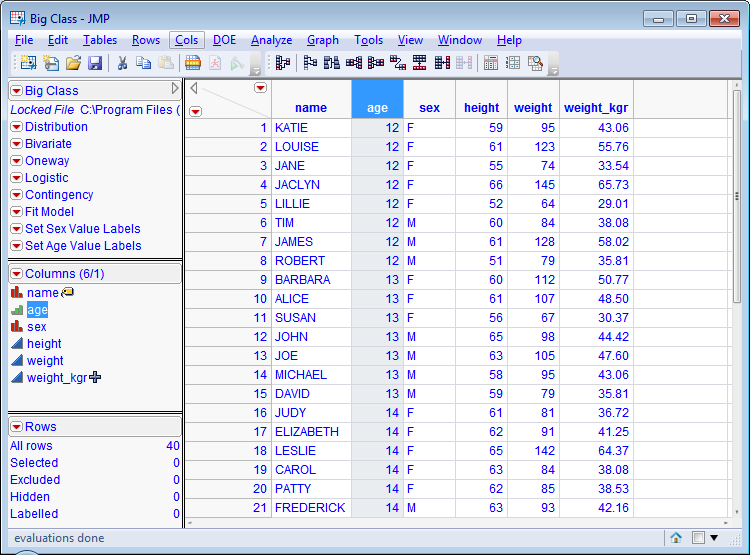 Big Class - JMP
File Edit Tables Rows Cols DOE Analyze Graph Tools View Window Help
Big Class
Locked File C:\Program Files (
Distribution
Bivariate
Oneway
Logistic
Contingency
Fit Model
Set Sex Value Labels
Set Age Value Labels
Columns (6/1)
name
age
sex
height
weight
weight_kgr
Rows
All rows 40
Selected 0
Excluded 0
Hidden 0
Labelled 0
name age sex height weight weight_kgr
1 KATIE 12 F 59 95 43.06
2 LOUISE 12 F 61 123 55.76
3 JANE 12 F 55 74 33.54
4 JACLYN 12 F 66 145 65.73
5 LILLIE 12 F 52 64 29.01
6 TIM 12 M 60 84 38.08
7 JAMES 12 M 61 128 58.02
8 ROBERT 12 M 51 79 35.81
9 BARBARA 13 F 60 112 50.77
10 ALICE 13 F 61 107 48.50
11 SUSAN 13 F 56 67 30.37
12 JOHN 13 M 65 98 44.42
13 JOE 13 M 63 105 47.60
14 MICHAEL 13 M 58 95 43.06
15 DAVID 13 M 59 79 35.81
16 JUDY 14 F 61 81 36.72
17 ELIZABETH 14 F 62 91 41.25
18 LESLIE 14 F 65 142 64.37
19 CAROL 14 F 63 84 38.08
20 PATTY 14 F 62 85 38.53
21 FREDERICK 14 M 63 93 42.16
evaluations done